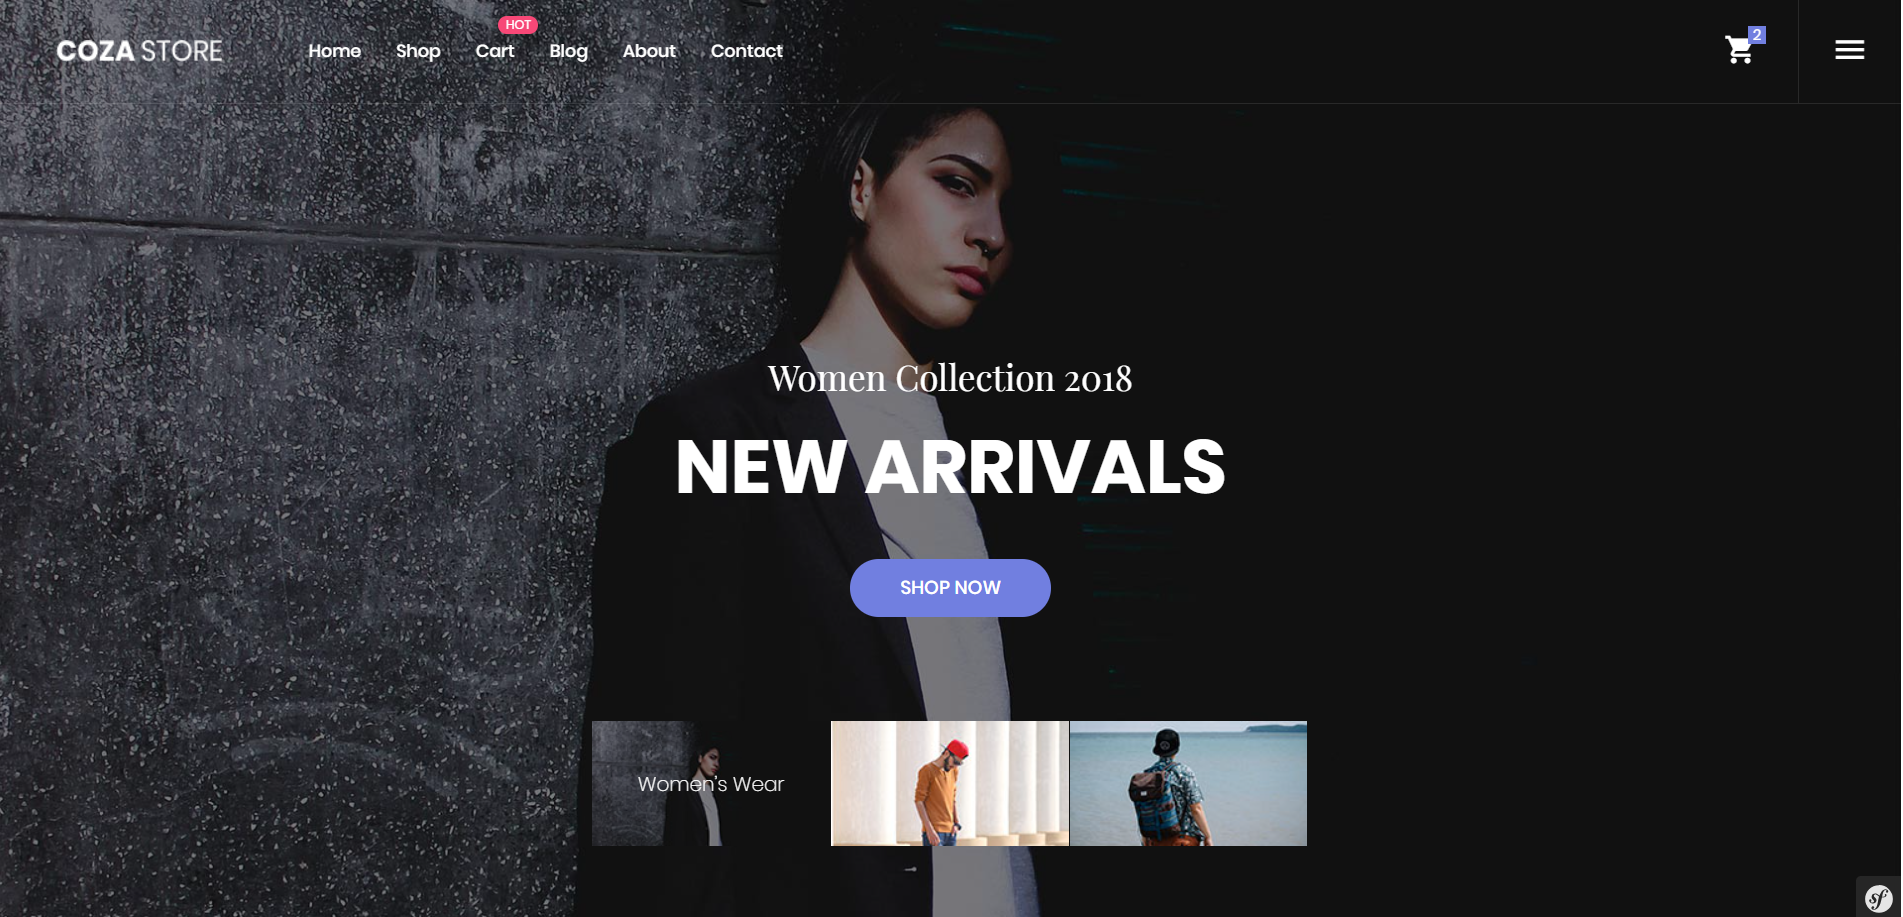 HOT
COZA STORE Home Shop Cart Blog About Contact 2
Women Collection 2018
NEW ARRIVALS
SHOP NOW
Women's Wear
sf